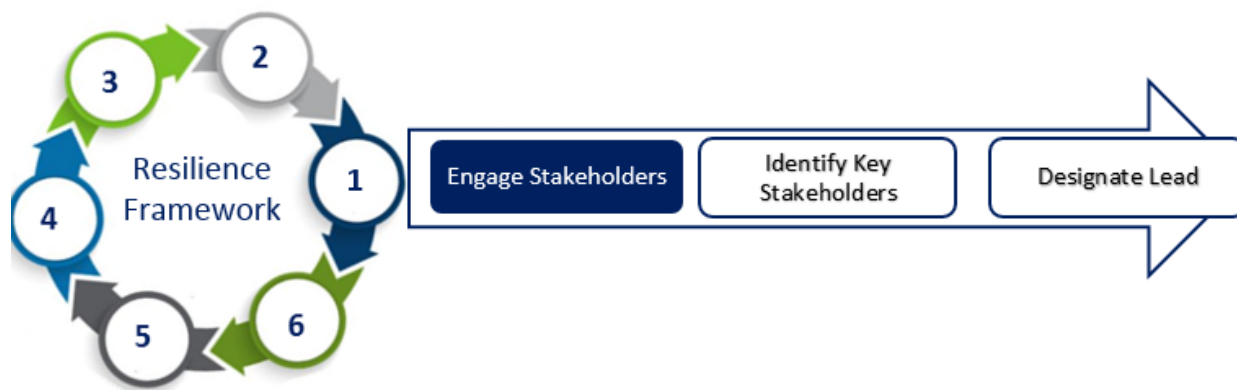 3
2
1
Resilience
Framework
4
5
6
Engage Stakeholders
Identify Key
Stakeholders
Designate Lead